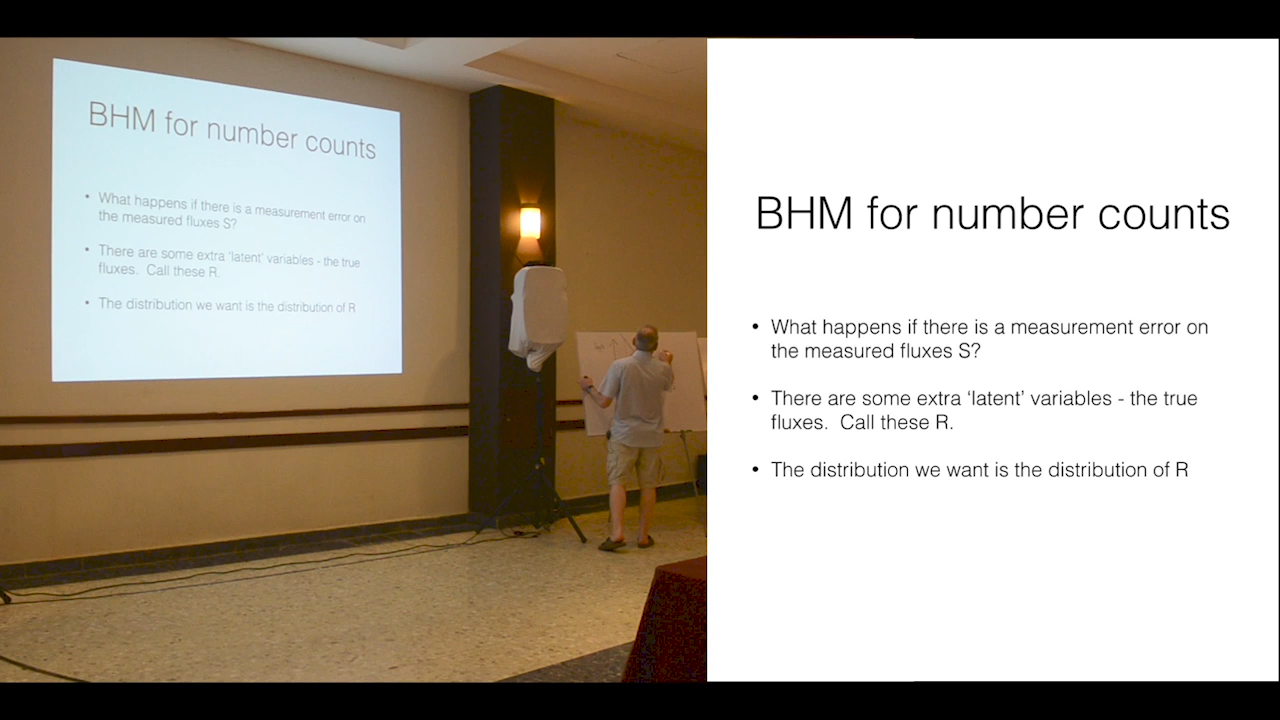 BHM for number counts
• What happens if there is a measurement error on
the measured fluxes S?
• There are some extra ‘latent’ variables - the true
fluxes. Call these R.
• The distribution we want is the distribution of R
BHM for number counts
• What happens if there is a measurement error on
the measured fluxes S?
• There are some extra ‘latent’ variables - the true
fluxes. Call these R.
• The distribution we want is the distribution of R